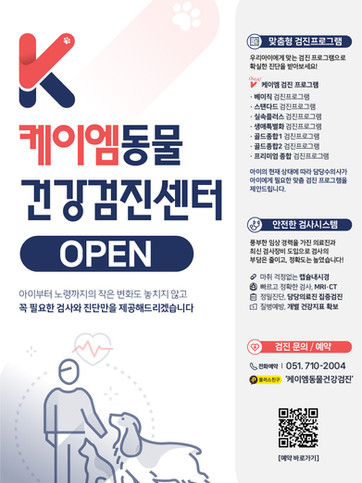 케이엠동물
건강검진센터
OPEN
아이부터 노령까지의 작은 변화도 놓치지 않고
꼭 필요한 검사와 진단만을 제공해드리겠습니다
맞춤형 검진프로그램
우리아이에게 맞는 검진 프로그램으로
확실한 진단을 받아보세요!
케이엠 검진 프로그램
· 베이직 검진프로그램
· 스탠다드 검진프로그램
· 실속플러스 검진프로그램
· 생애특별화 검진프로그램
· 골드종합1 검진프로그램
· 골드종합2 검진프로그램
· 프리미엄 종합 검진프로그램
아이의 현재 상태에 따라 담당수의사가
아이에게 필요한 맞춤 검진 프로그램을
제안드립니다.
안전한 검사시스템
풍부한 임상 경력을 가진 의료진과
최신 검사장비 도입으로 검사의
부담은 줄이고, 정확도는 높였습니다!
마취 걱정없는 캡슐내시경
빠르고 정확한 검사, MRI·CT
정밀진단, 담당의료진 집중검진
질병예방, 개별 건강지표 확보
검진 문의 / 예약
전화예약 | 051. 710-2004
플러스친구 '케이엠동물건강검진'
[예약 바로가기]